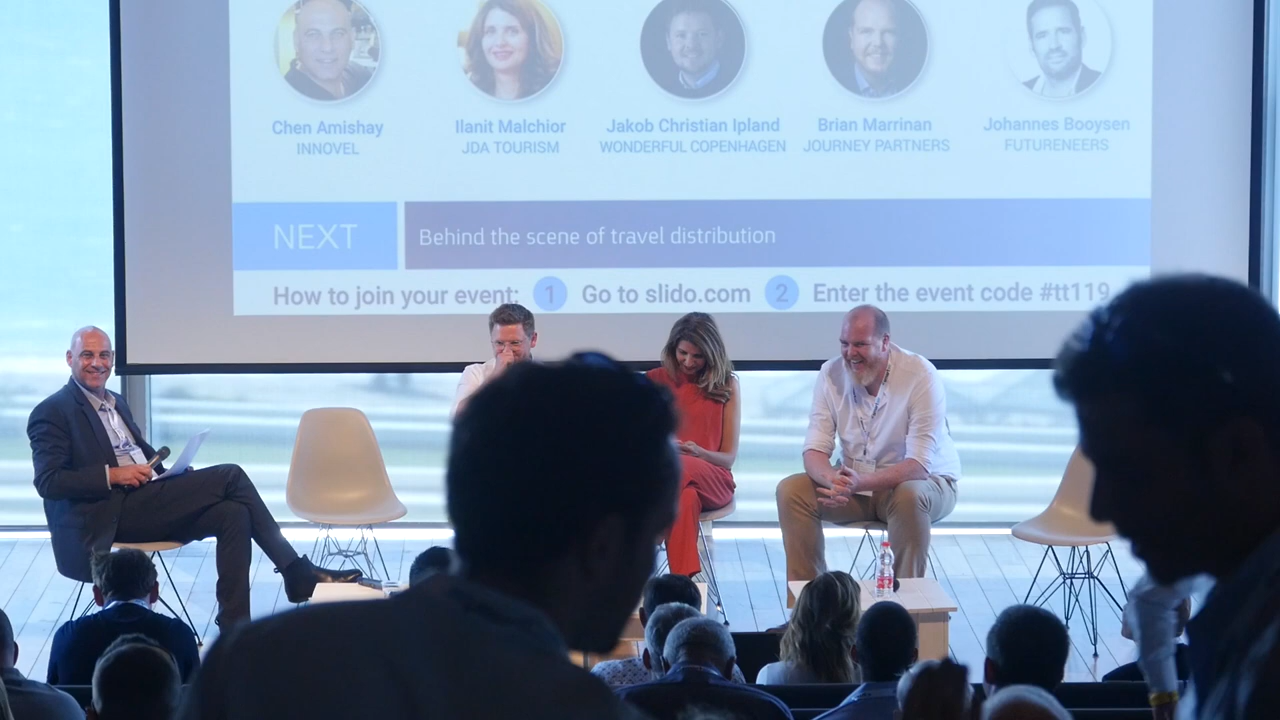 Chen Amishay
INNOVEL
Ilanit Malchior
JDA TOURISM
Jakob Christian Ipland
WONDERFUL COPENHAGEN
Brian Marrinan
JOURNEY PARTNERS
Johannes Booysen
FUTURENEERS
NEXT
Behind the scene of travel distribution
How to join your event: 1 Go to slido.com 2 Enter the event code #tt119